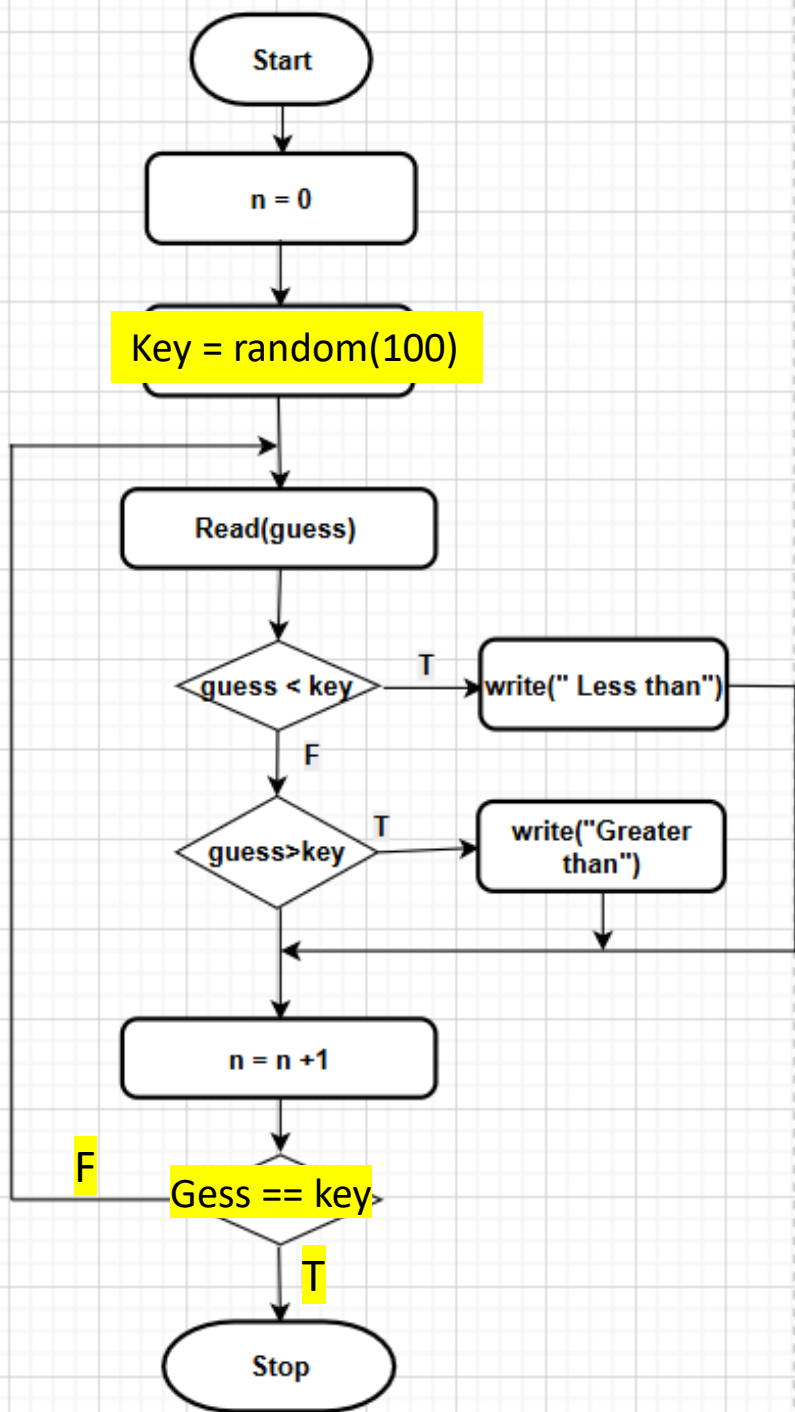 Start
n = 0
Key = random(100)
Read(guess)
guess < key
T
write(" Less than")
F
guess>key
T
write("Greater
than")
n = n +1
F
Gess == key
T
Stop